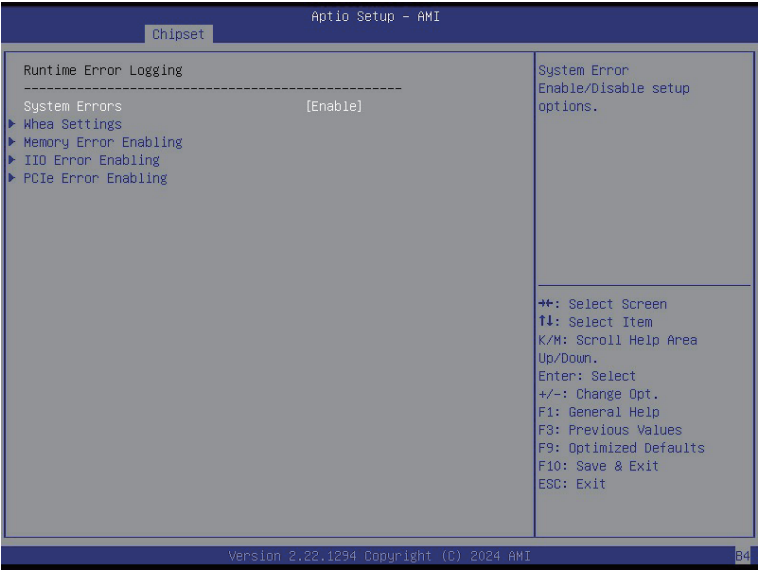 Aptio Setup – AMI
Chipset
Runtime Error Logging
--------------------------------------------------
System Errors [Enable]
Whea Settings
Memory Error Enabling
IIO Error Enabling
PCIe Error Enabling
System Error
Enable/Disable setup
options.
→←: Select Screen
↑↓: Select Item
K/M: Scroll Help Area
Up/Down.
Enter: Select
+/-: Change Opt.
F1: General Help
F3: Previous Values
F9: Optimized Defaults
F10: Save & Exit
ESC: Exit
Version 2.22.1294 Copyright (C) 2024 AMI
B4